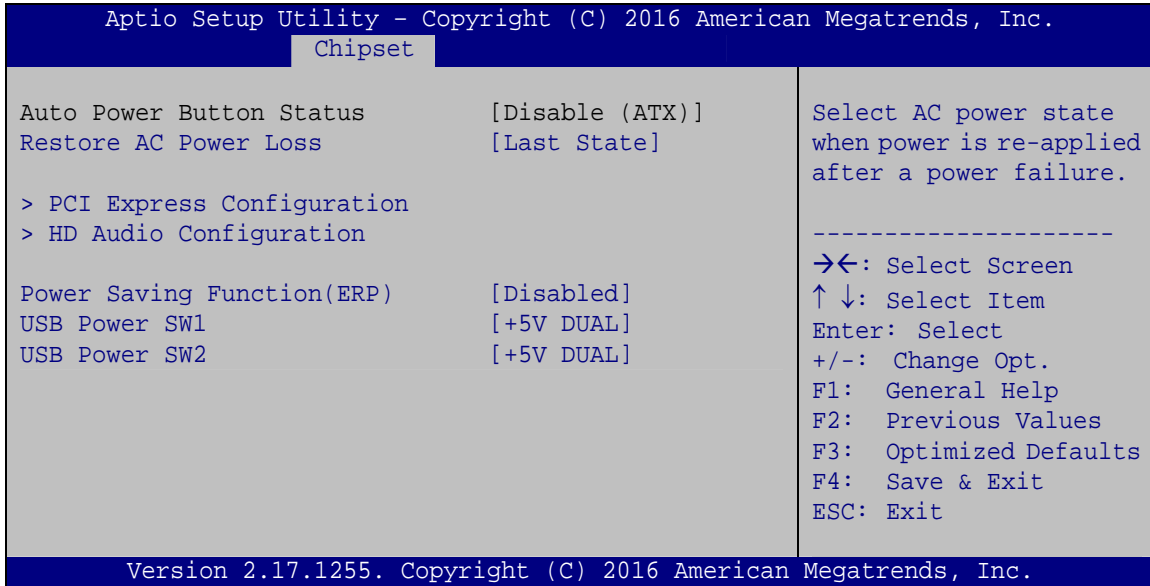 Aptio Setup Utility – Copyright (C) 2016 American Megatrends, Inc.
Chipset
Auto Power Button Status [Disable (ATX)]
Restore AC Power Loss [Last State]
> PCI Express Configuration
> HD Audio Configuration
Power Saving Function(ERP) [Disabled]
USB Power SW1 [+5V DUAL]
USB Power SW2 [+5V DUAL]
Select AC power state
when power is re-applied
after a power failure.
---------------------
→←: Select Screen
↑ ↓: Select Item
Enter: Select
+/-: Change Opt.
F1: General Help
F2: Previous Values
F3: Optimized Defaults
F4: Save & Exit
ESC: Exit
Version 2.17.1255. Copyright (C) 2016 American Megatrends, Inc.